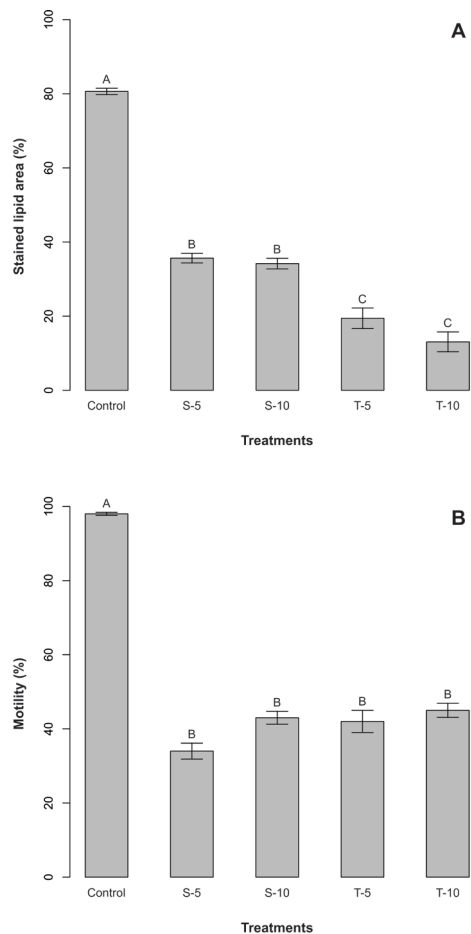 A
Stained lipid area (%)
100
80
60
40
20
0
A
B
B
C
C
Control
S-5
S-10
T-5
T-10
Treatments
B
Motility (%)
100
80
60
40
20
0
A
B
B
B
B
Control
S-5
S-10
T-5
T-10
Treatments